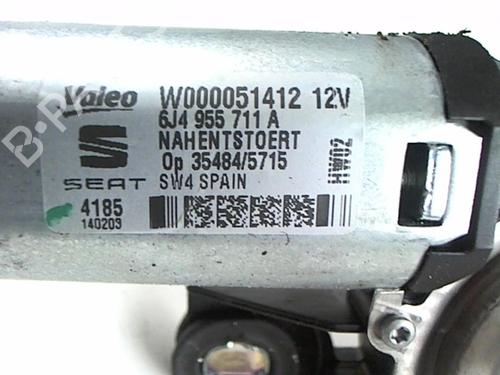 Valeo W000051412 12V
6J4 955 711 A
NAHENTSTOERT
Op 35484/5715
SEAT SW4 SPAIN
HW02
4185
140203